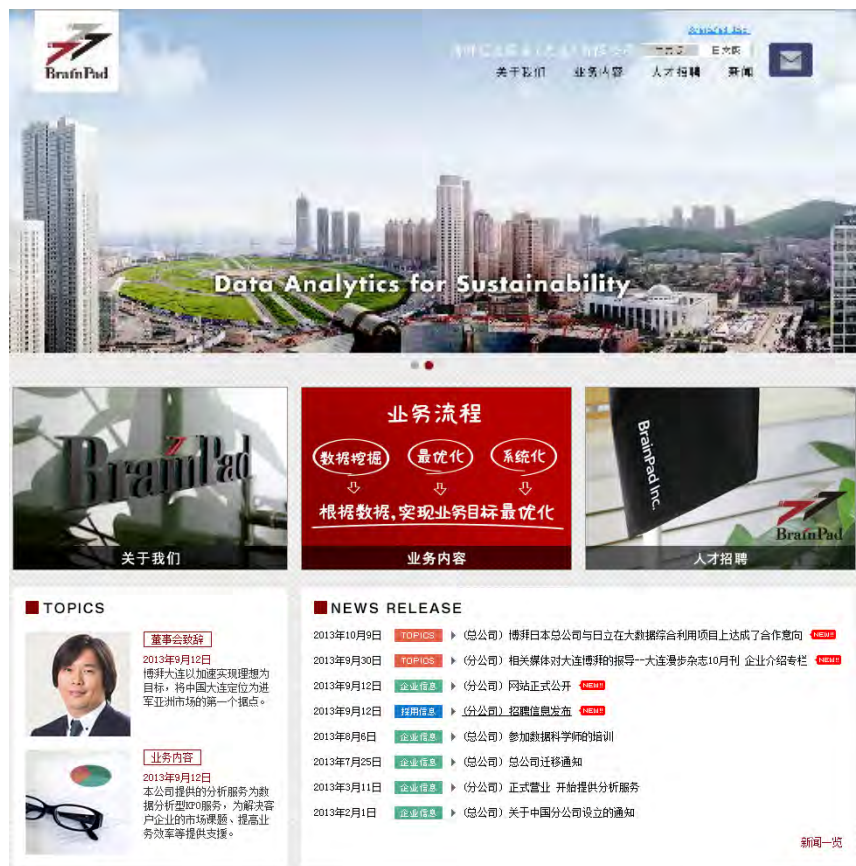 BrainPad
BrainPad Inc.
日文版
关于我们 业务内容 人才招聘 新闻
Data Analytics for Sustainability
BrainPad
关于我们
业务流程
数据挖掘 最优化 系统化
根据数据,实现业务目标最优化
业务内容
BrainPad Inc.
BrainPad
人才招聘
TOPICS
董事会致辞
2013年9月12日
博湃大连以加速实现理想为
目标，将中国大连定位为进
军亚洲市场的第一个据点。
业务内容
2013年9月12日
本公司提供的分析服务为数
据分析型KPO服务，为解决客
户企业的市场课题、提高业
务效率等提供支援。
NEWS RELEASE
2013年10月9日 TOPICS (总公司) 博湃日本总公司与日立在大数据综合利用项目上达成了合作意向 NEW!!
2013年9月30日 TOPICS (分公司) 相关媒体对大连博湃的报导--大连漫步杂志10月刊 企业介绍专栏 NEW!!
2013年9月12日 企业信息 (分公司) 网站正式公开 NEW!!
2013年9月12日 採用信息 (分公司) 招聘信息发布 NEW!!
2013年8月6日 企业信息 (总公司) 参加数据科学师的培训
2013年7月25日 企业信息 (总公司) 总公司迁移通知
2013年3月11日 企业信息 (分公司) 正式营业 开始提供分析服务
2013年2月1日 企业信息 (总公司) 关于中国分公司设立的通知
新闻一览